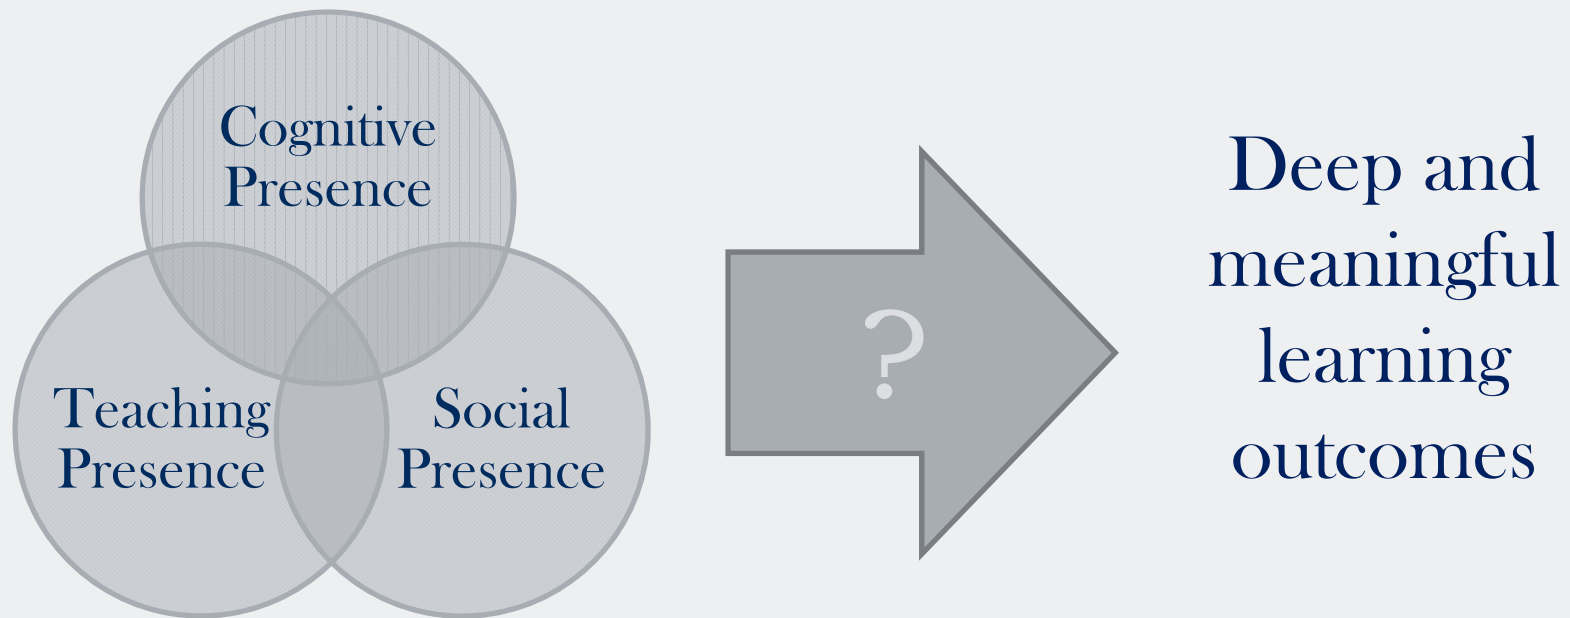 Cognitive
Presence
Teaching
Presence
Social
Presence
?
Deep and
meaningful
learning
outcomes